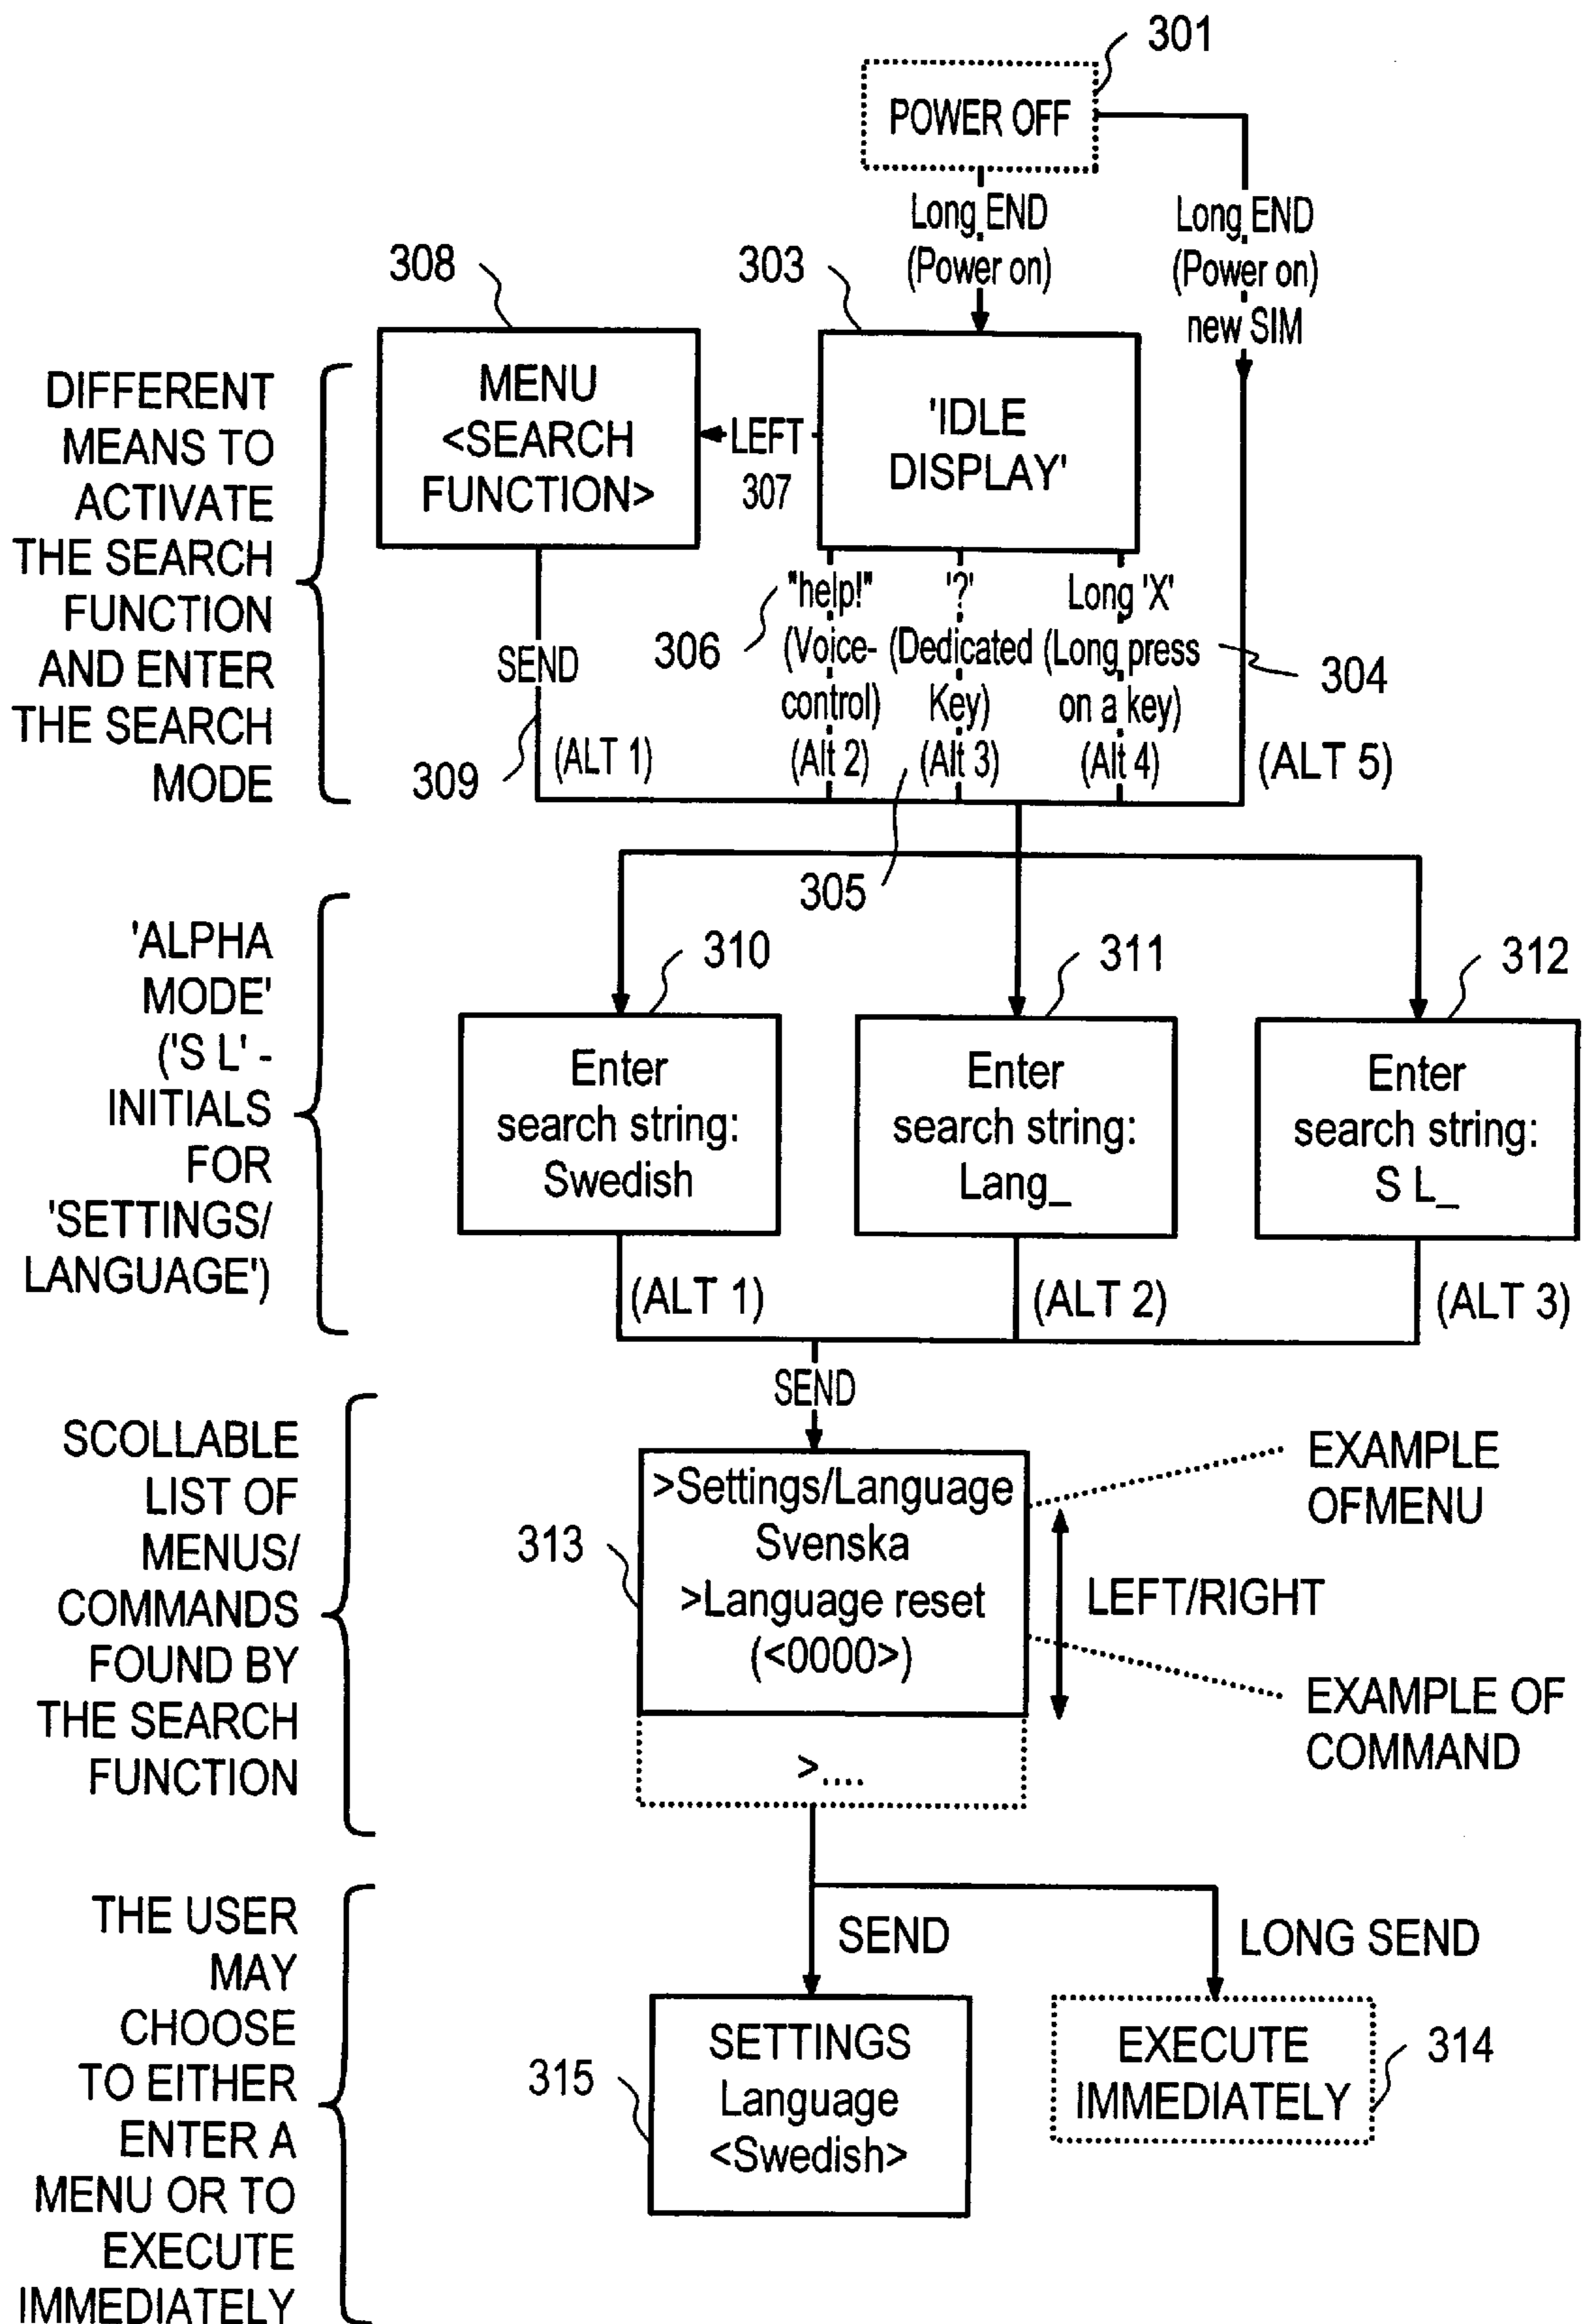 301
POWER OFF
Long END
(Power on)
Long END
(Power on)
new SIM
308
303
DIFFERENT
MEANS TO
ACTIVATE
THE SEARCH
FUNCTION
AND ENTER
THE SEARCH
MODE
MENU
<SEARCH
FUNCTION>
LEFT
307
'IDLE
DISPLAY'
SEND
309
(ALT 1)
306
"help!"
(Voice-
control)
(Alt 2)
'?'
(Dedicated
Key)
(Alt 3)
Long 'X'
(Long press
on a key)
(Alt 4)
304
(ALT 5)
305
'ALPHA
MODE'
('S L' -
INITIALS
FOR
'SETTINGS/
LANGUAGE')
310
Enter
search string:
Swedish
311
Enter
search string:
Lang_
312
Enter
search string:
S L_
(ALT 1)
(ALT 2)
(ALT 3)
SEND
SCOLLABLE
LIST OF
MENUS/
COMMANDS
FOUND BY
THE SEARCH
FUNCTION
313
>Settings/Language
Svenska
>Language reset
(<0000>)
>....
EXAMPLE
OFMENU
LEFT/RIGHT
EXAMPLE OF
COMMAND
THE USER
MAY
CHOOSE
TO EITHER
ENTER A
MENU OR TO
EXECUTE
IMMEDIATELY
SEND
LONG SEND
315
SETTINGS
Language
<Swedish>
EXECUTE
IMMEDIATELY
314